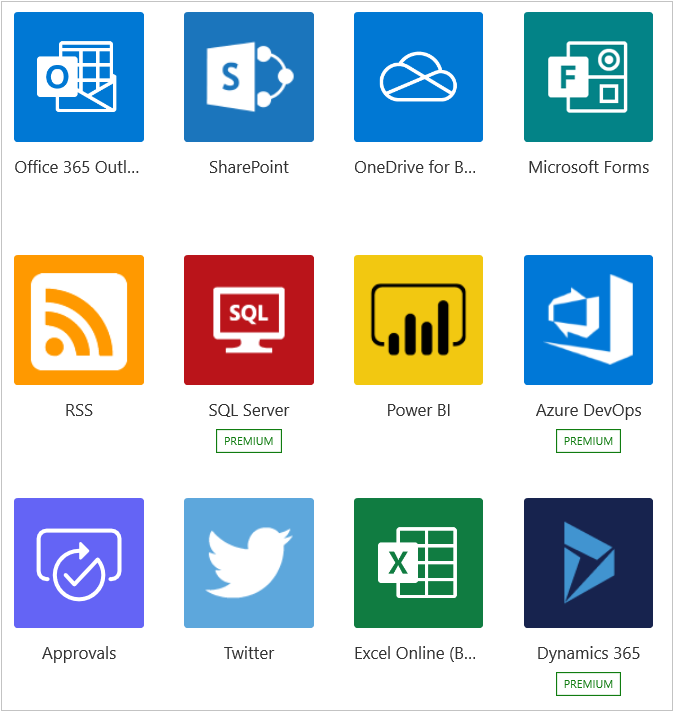 O
S
F
Office 365 Outl...
SharePoint
OneDrive for B...
Microsoft Forms
SQL
RSS
SQL Server
Power BI
Azure DevOps
PREMIUM
PREMIUM
X
Approvals
Twitter
Excel Online (B...
Dynamics 365
PREMIUM